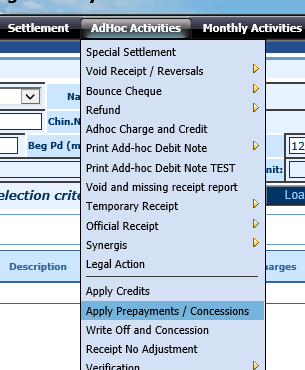 Settlement AdHoc Activities Monthly Activities
Special Settlement
Void Receipt / Reversals
Bounce Cheque
Na
Refund
Chin.N
Adhoc Charge and Credit
Beg Pd (m
Print Add-hoc Debit Note
12
Print Add-hoc Debit Note TEST
nit:
Void and missing receipt report
election crite
Loa
Temporary Receipt
Official Receipt
Synergis
Legal Action
Description
arges
Apply Credits
Apply Prepayments / Concessions
Write Off and Concession
Receipt No Adjustment
Verification